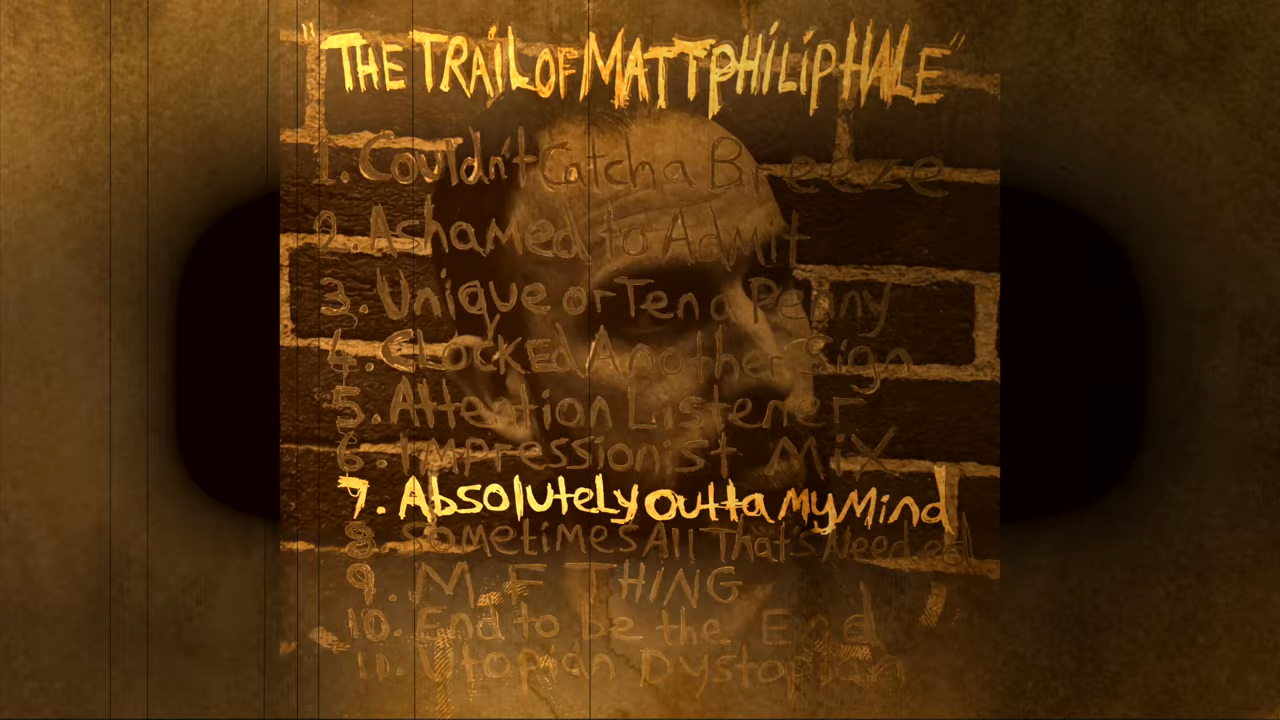 "THE TRAIL OF MATT PHILIP HALE"
1. Couldn't Catch a Breeze
2. Ashamed to Admit
3. Unique or Ten a Penny
4. Clocked Another Sign
5. Attention Listener
6. Impressionist Mix
7. Absolutely outta My Mind
8. Sometimes All That's Needed
9. M.F THING
10. End to be the End
11. Utopian Dystopian